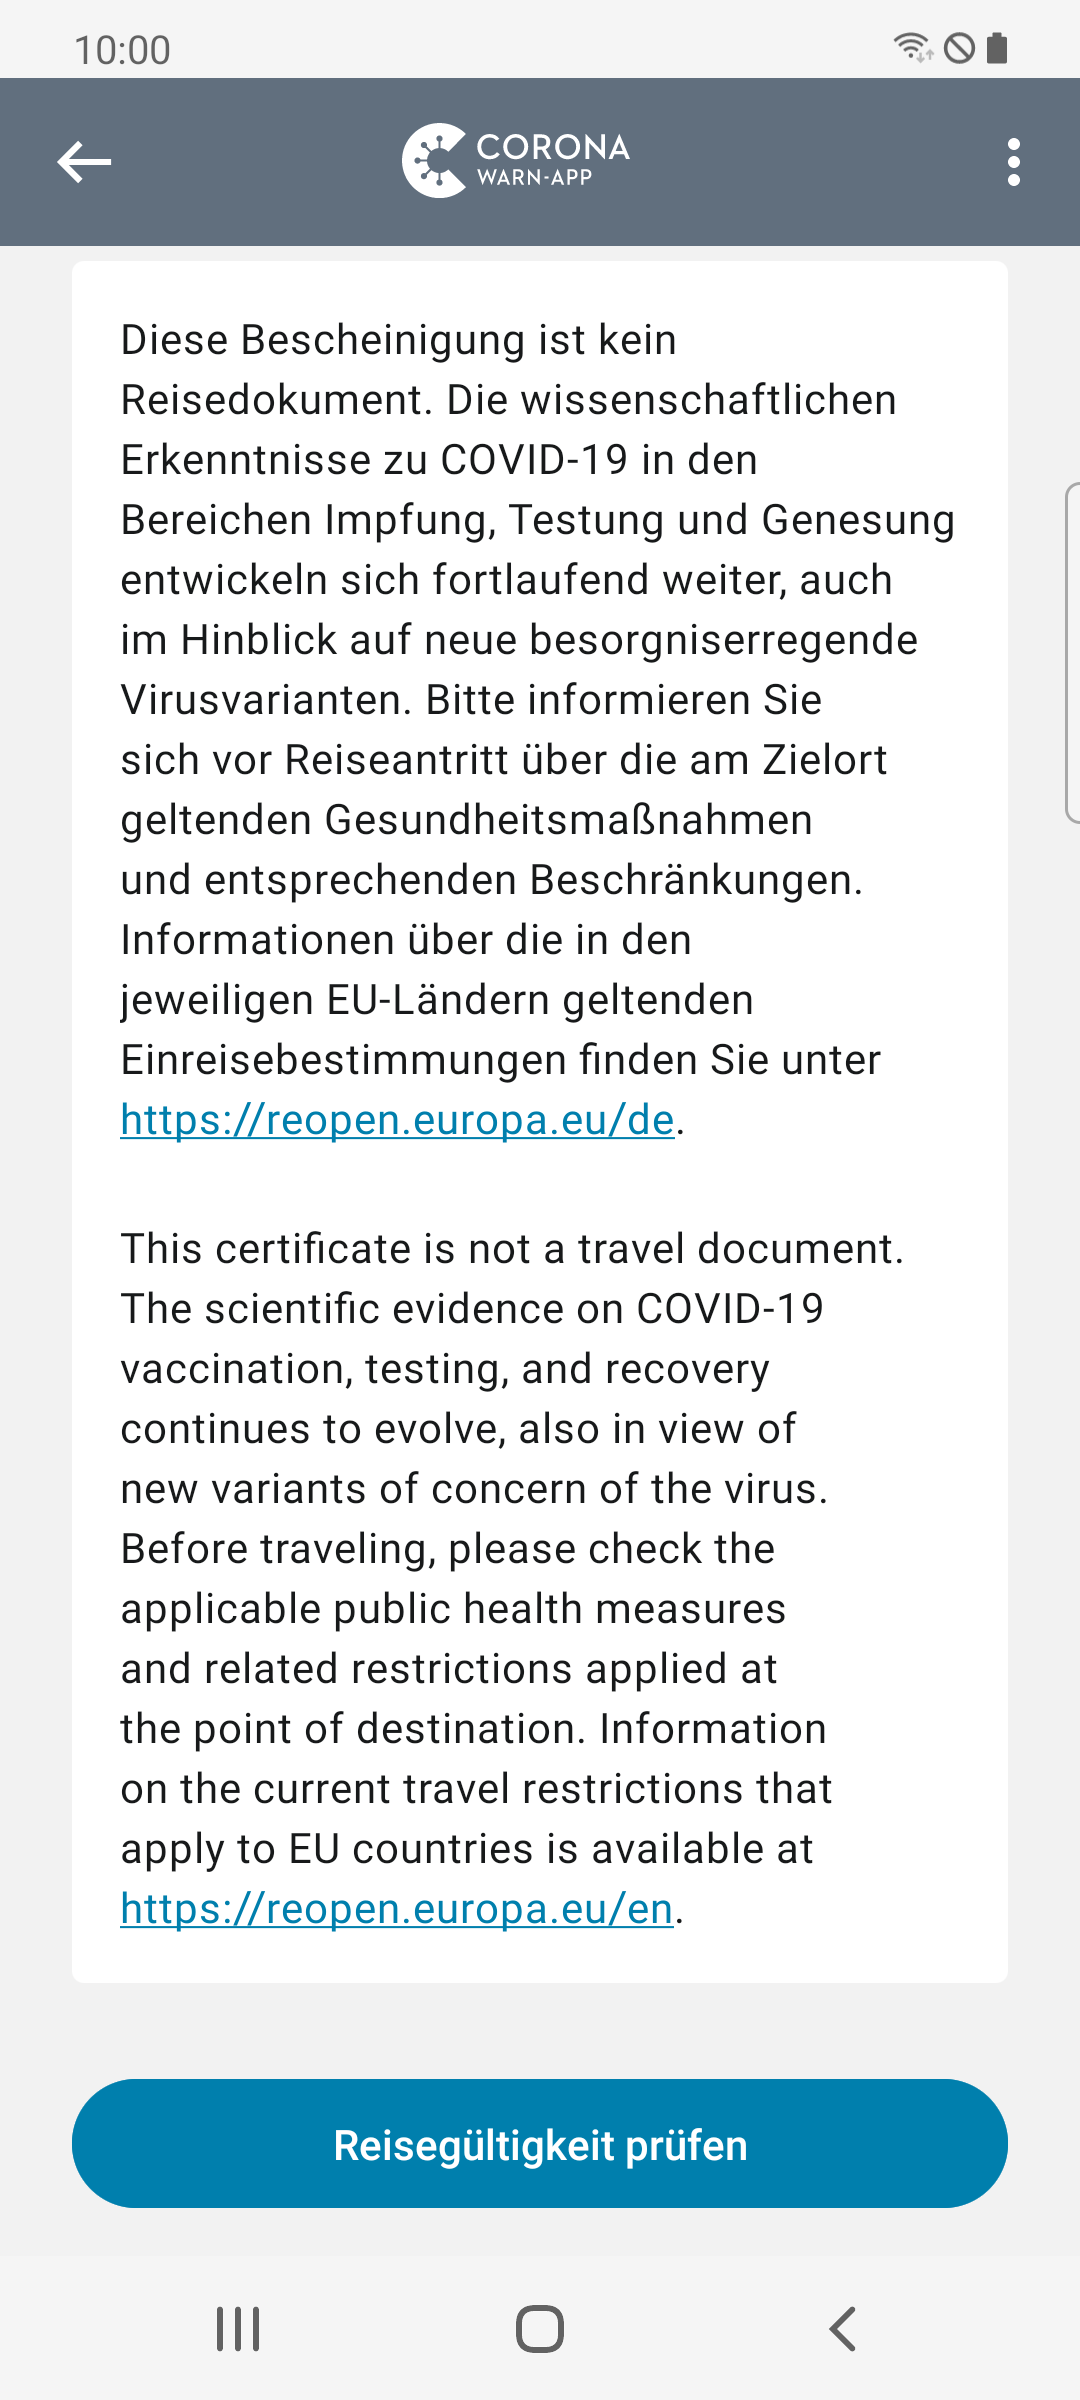 10:00
CORONA
WARN-APP
Diese Bescheinigung ist kein
Reisedokument. Die wissenschaftlichen
Erkenntnisse zu COVID-19 in den
Bereichen Impfung, Testung und Genesung
entwickeln sich fortlaufend weiter, auch
im Hinblick auf neue besorgniserregende
Virusvarianten. Bitte informieren Sie
sich vor Reiseantritt über die am Zielort
geltenden Gesundheitsmaßnahmen
und entsprechenden Beschränkungen.
Informationen über die in den
jeweiligen EU-Ländern geltenden
Einreisebestimmungen finden Sie unter
https://reopen.europa.eu/de.
This certificate is not a travel document.
The scientific evidence on COVID-19
vaccination, testing, and recovery
continues to evolve, also in view of
new variants of concern of the virus.
Before traveling, please check the
applicable public health measures
and related restrictions applied at
the point of destination. Information
on the current travel restrictions that
apply to EU countries is available at
https://reopen.europa.eu/en.
Reisegültigkeit prüfen